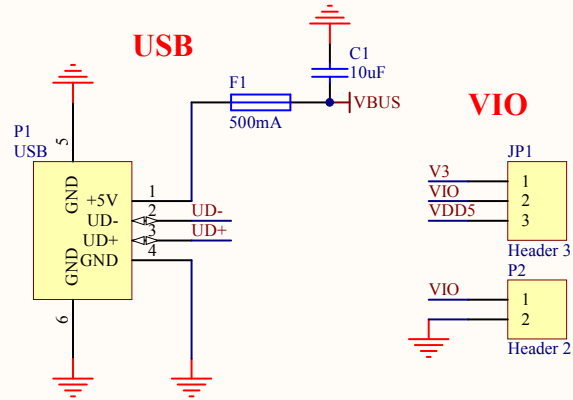 USB
C1
10uF
F1
500mA
VBUS
P1
USB
5
GND
+5V
1
UD-
2
UD-
UD+
3
UD+
GND
4
GND
6
VIO
JP1
V3
1
VIO
2
VDD5
3
Header 3
P2
VIO
1
2
Header 2